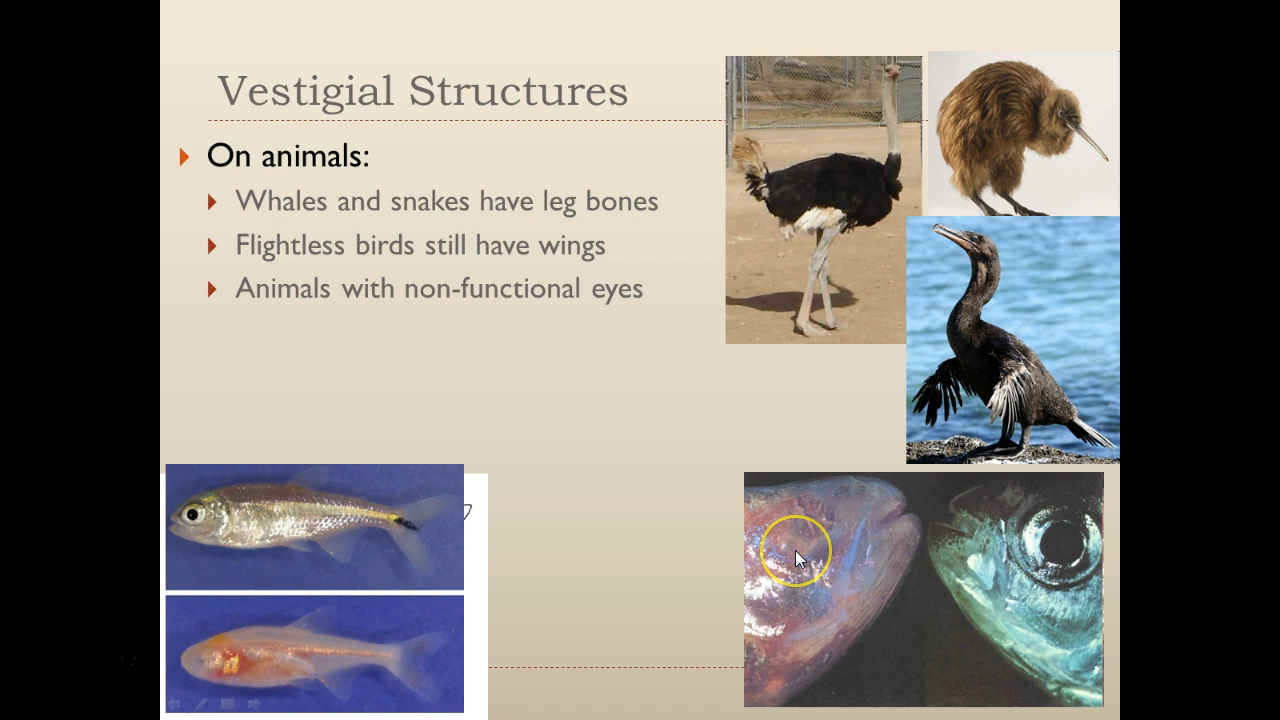 Vestigial Structures
On animals:
Whales and snakes have leg bones
Flightless birds still have wings
Animals with non-functional eyes